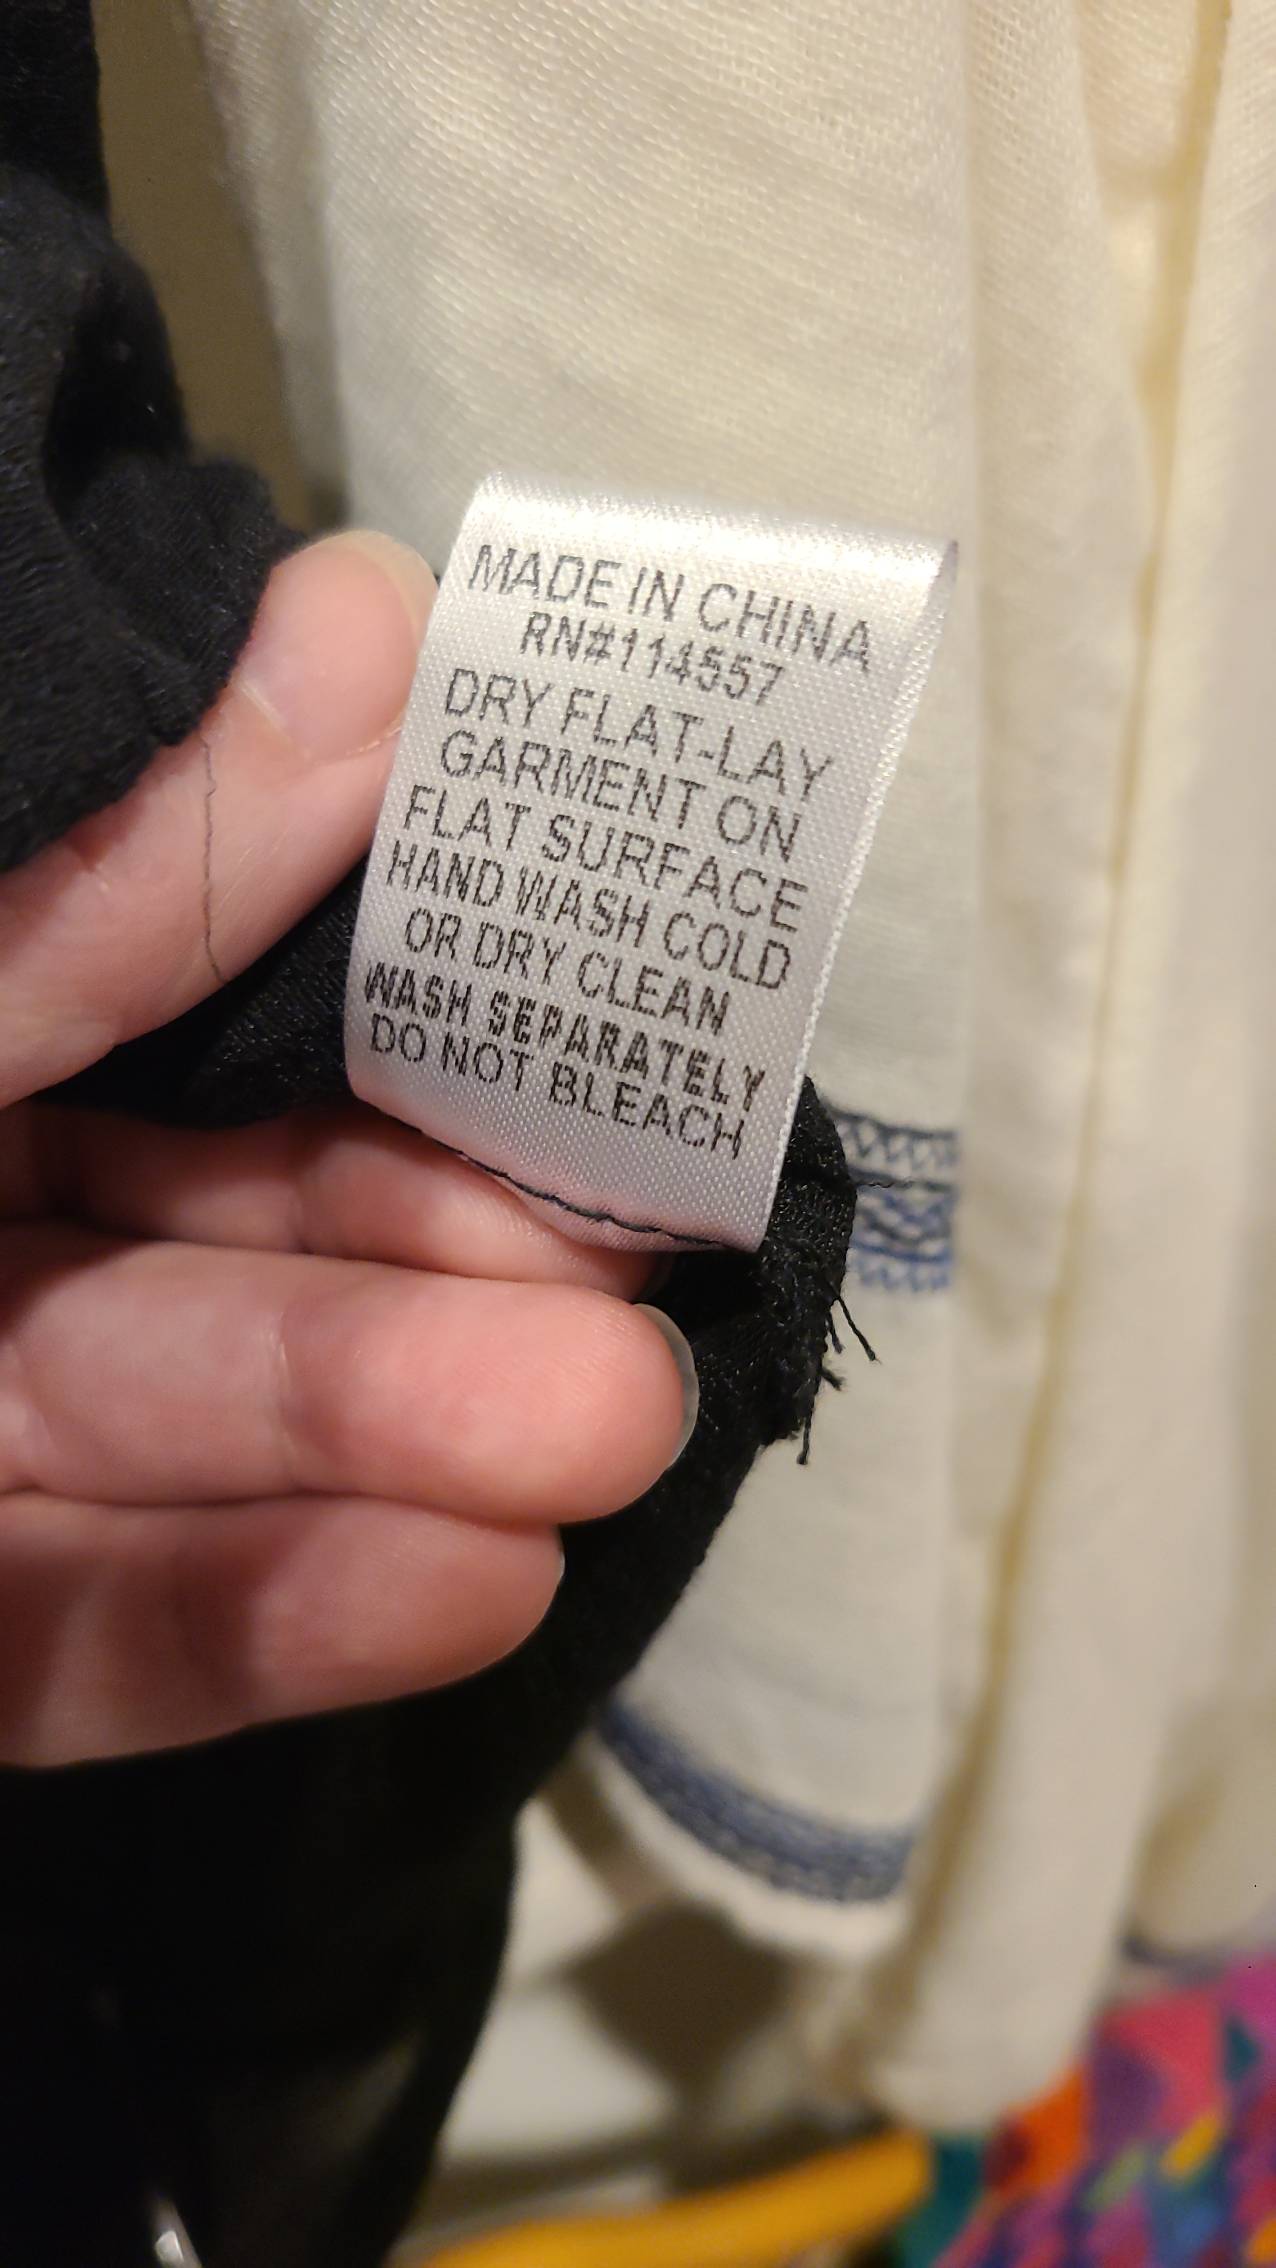 MADE IN CHINA
RN#114557
DRY FLAT-LAY
GARMENT ON
FLAT SURFACE
HAND WASH COLD
OR DRY CLEAN
WASH SEPARATELY
DO NOT BLEACH